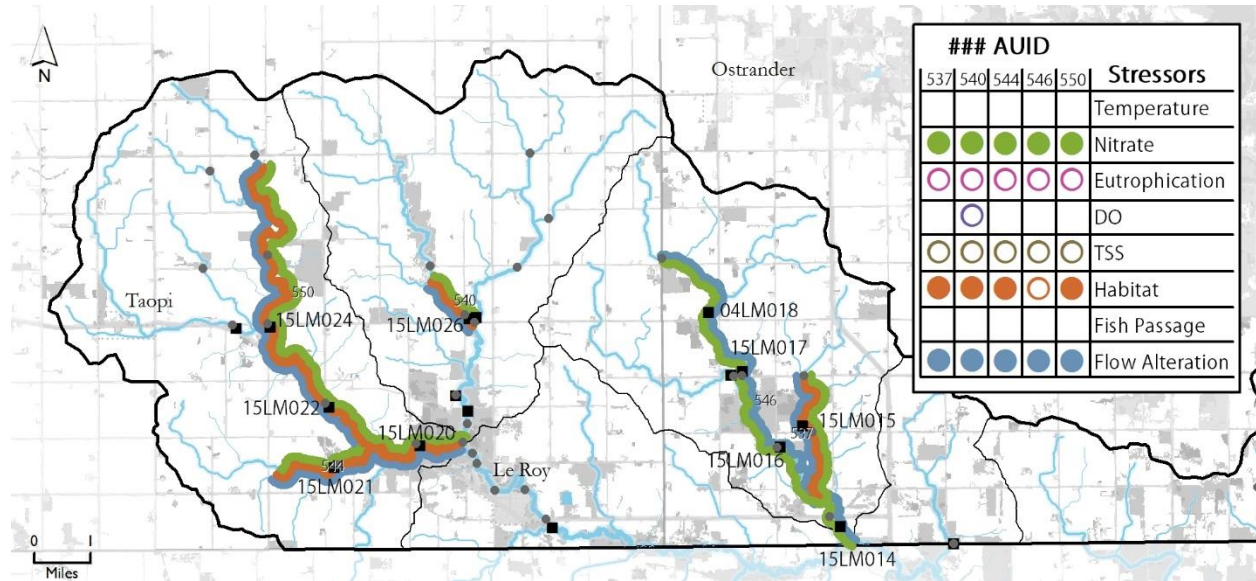 N
Ostrander
### AUID
537 540 544 546 550 Stressors
Temperature
Nitrate
Eutrophication
DO
TSS
Habitat
Fish Passage
Flow Alteration
Taopi
550
15LM024
540
15LM026
04LM018
15LM017
546
15LM022
15LM020
15LM015
537
15LM016
544
15LM021
Le Roy
15LM014
0 1
Miles